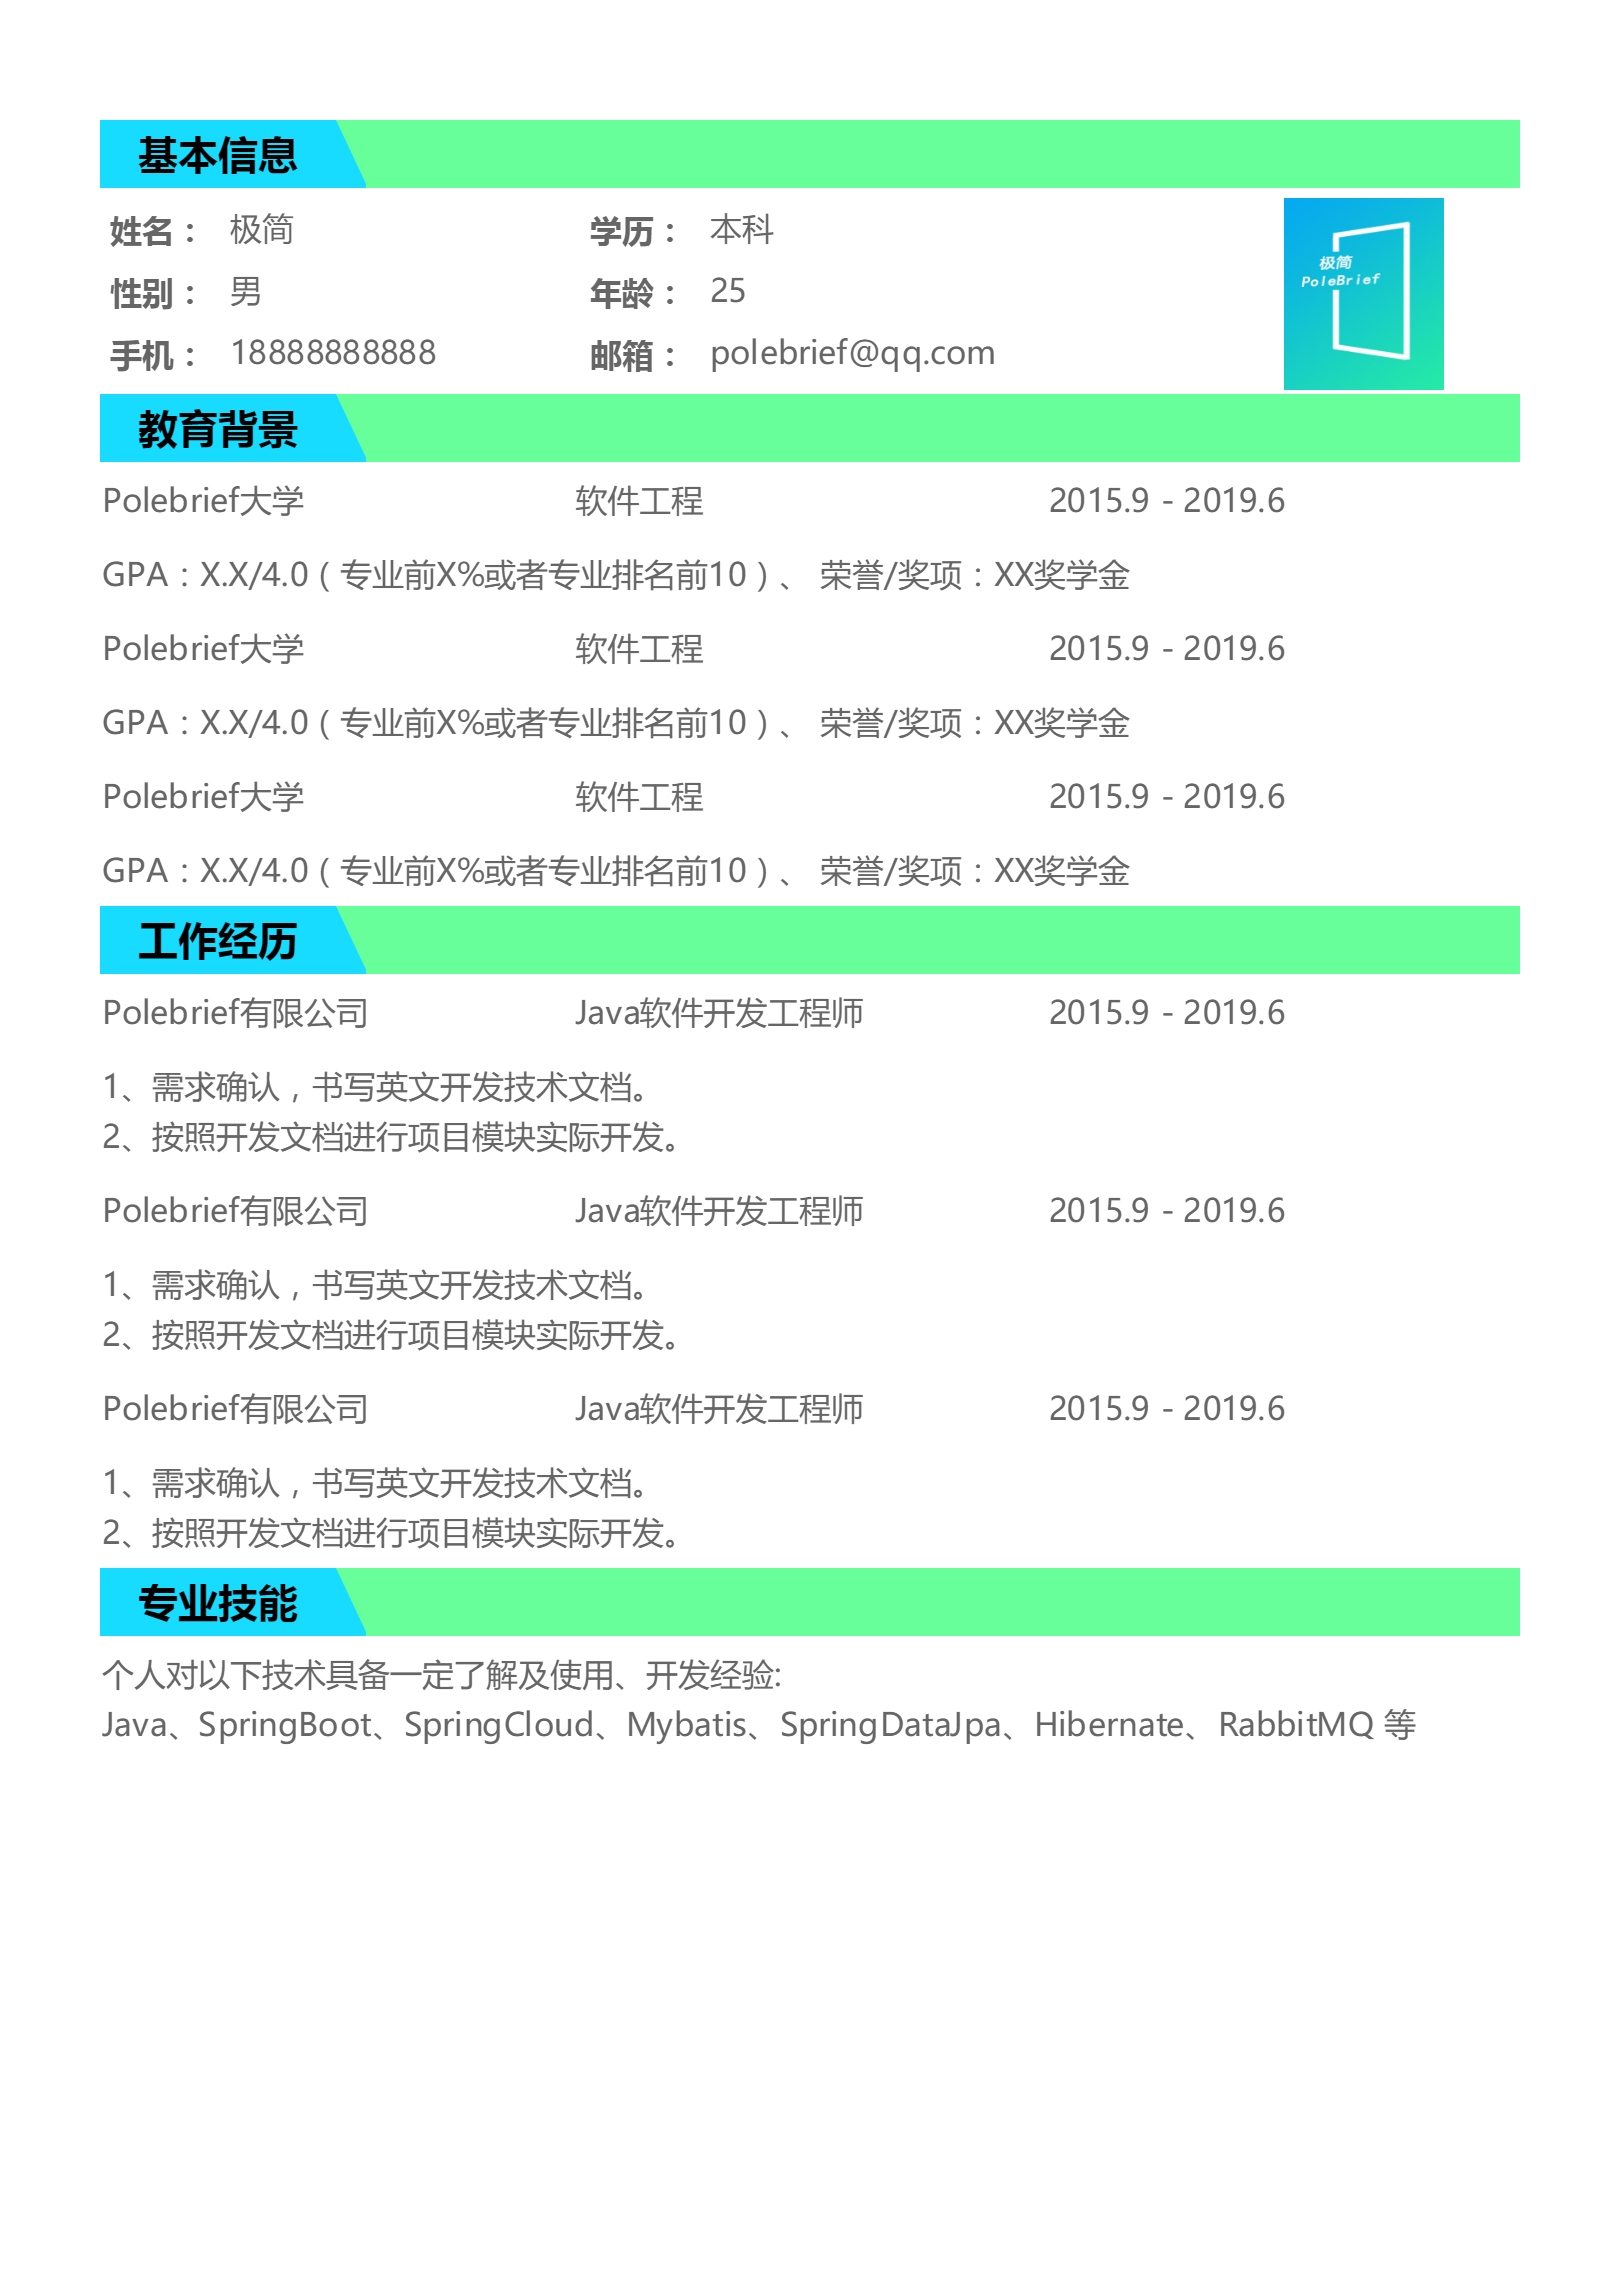 基本信息
姓名： 极简 学历： 本科
极简
PoleBrief
性别： 男 年龄： 25
手机： 18888888888 邮箱： polebrief@qq.com
教育背景
Polebrief大学 软件工程 2015.9 - 2019.6
GPA：X.X/4.0（专业前X%或者专业排名前10）、 荣誉/奖项：XX奖学金
Polebrief大学 软件工程 2015.9 - 2019.6
GPA：X.X/4.0（专业前X%或者专业排名前10）、 荣誉/奖项：XX奖学金
Polebrief大学 软件工程 2015.9 - 2019.6
GPA：X.X/4.0（专业前X%或者专业排名前10）、 荣誉/奖项：XX奖学金
工作经历
Polebrief有限公司 Java软件开发工程师 2015.9 - 2019.6
1、需求确认，书写英文开发技术文档。
2、按照开发文档进行项目模块实际开发。
Polebrief有限公司 Java软件开发工程师 2015.9 - 2019.6
1、需求确认，书写英文开发技术文档。
2、按照开发文档进行项目模块实际开发。
Polebrief有限公司 Java软件开发工程师 2015.9 - 2019.6
1、需求确认，书写英文开发技术文档。
2、按照开发文档进行项目模块实际开发。
专业技能
个人对以下技术具备一定了解及使用、开发经验:
Java、SpringBoot、SpringCloud、Mybatis、SpringDataJpa、Hibernate、RabbitMQ 等